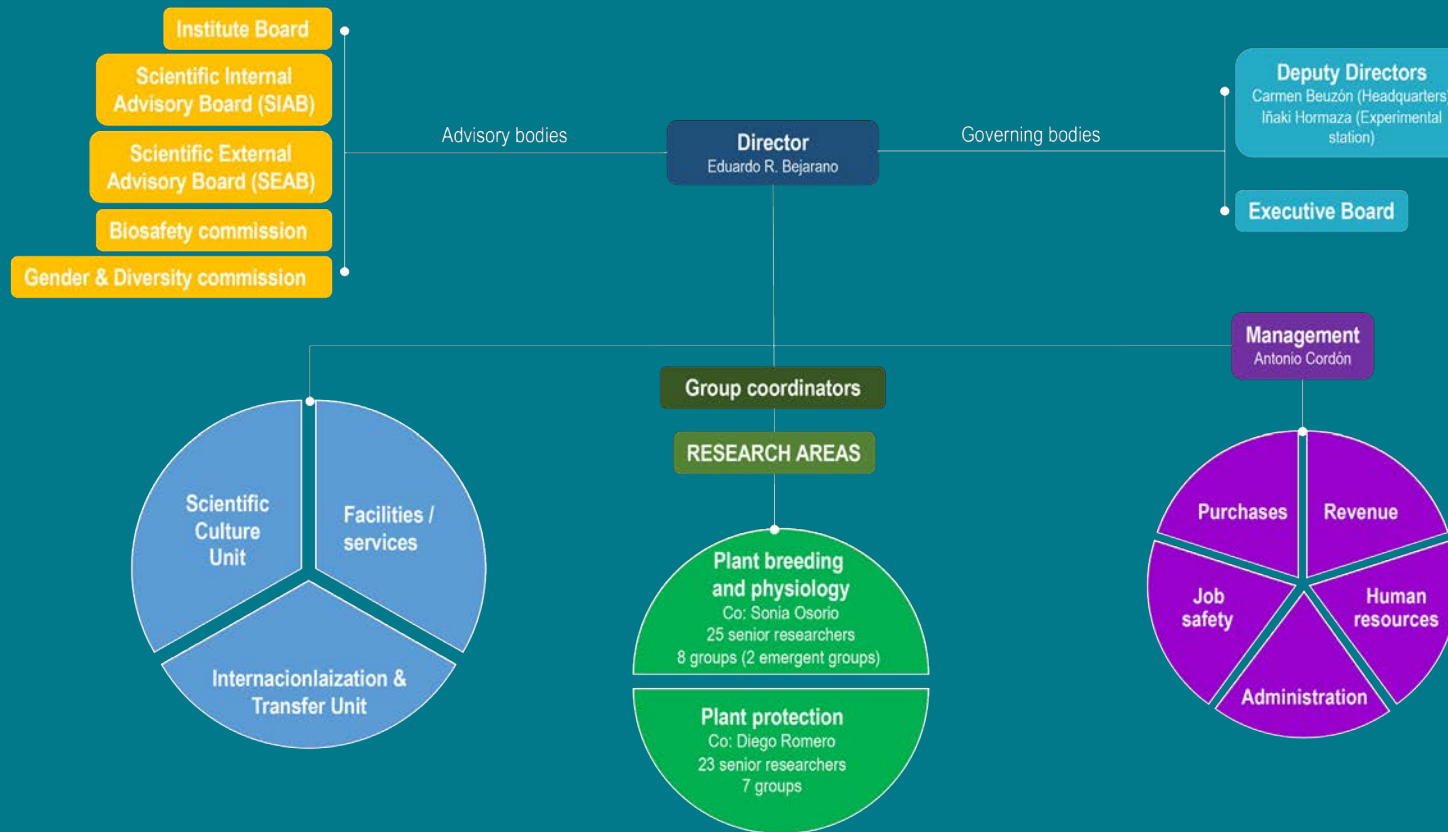 Institute Board
Scientific Internal
Advisory Board (SIAB)
Scientific External
Advisory Board (SEAB)
Biosafety commission
Gender & Diversity commission
Advisory bodies
Director
Eduardo R. Bejarano
Governing bodies
Deputy Directors
Carmen Beuzón (Headquarters)
Iñaki Hormaza (Experimental
station)
Executive Board
Management
Antonio Cordón
Group coordinators
RESEARCH AREAS
Scientific
Culture
Unit
Facilities /
services
Internacionlaization &
Transfer Unit
Plant breeding
and physiology
Co: Sonia Osorio
25 senior researchers
8 groups (2 emergent groups)
Plant protection
Co: Diego Romero
23 senior researchers
7 groups
Purchases
Revenue
Job
safety
Human
resources
Administration